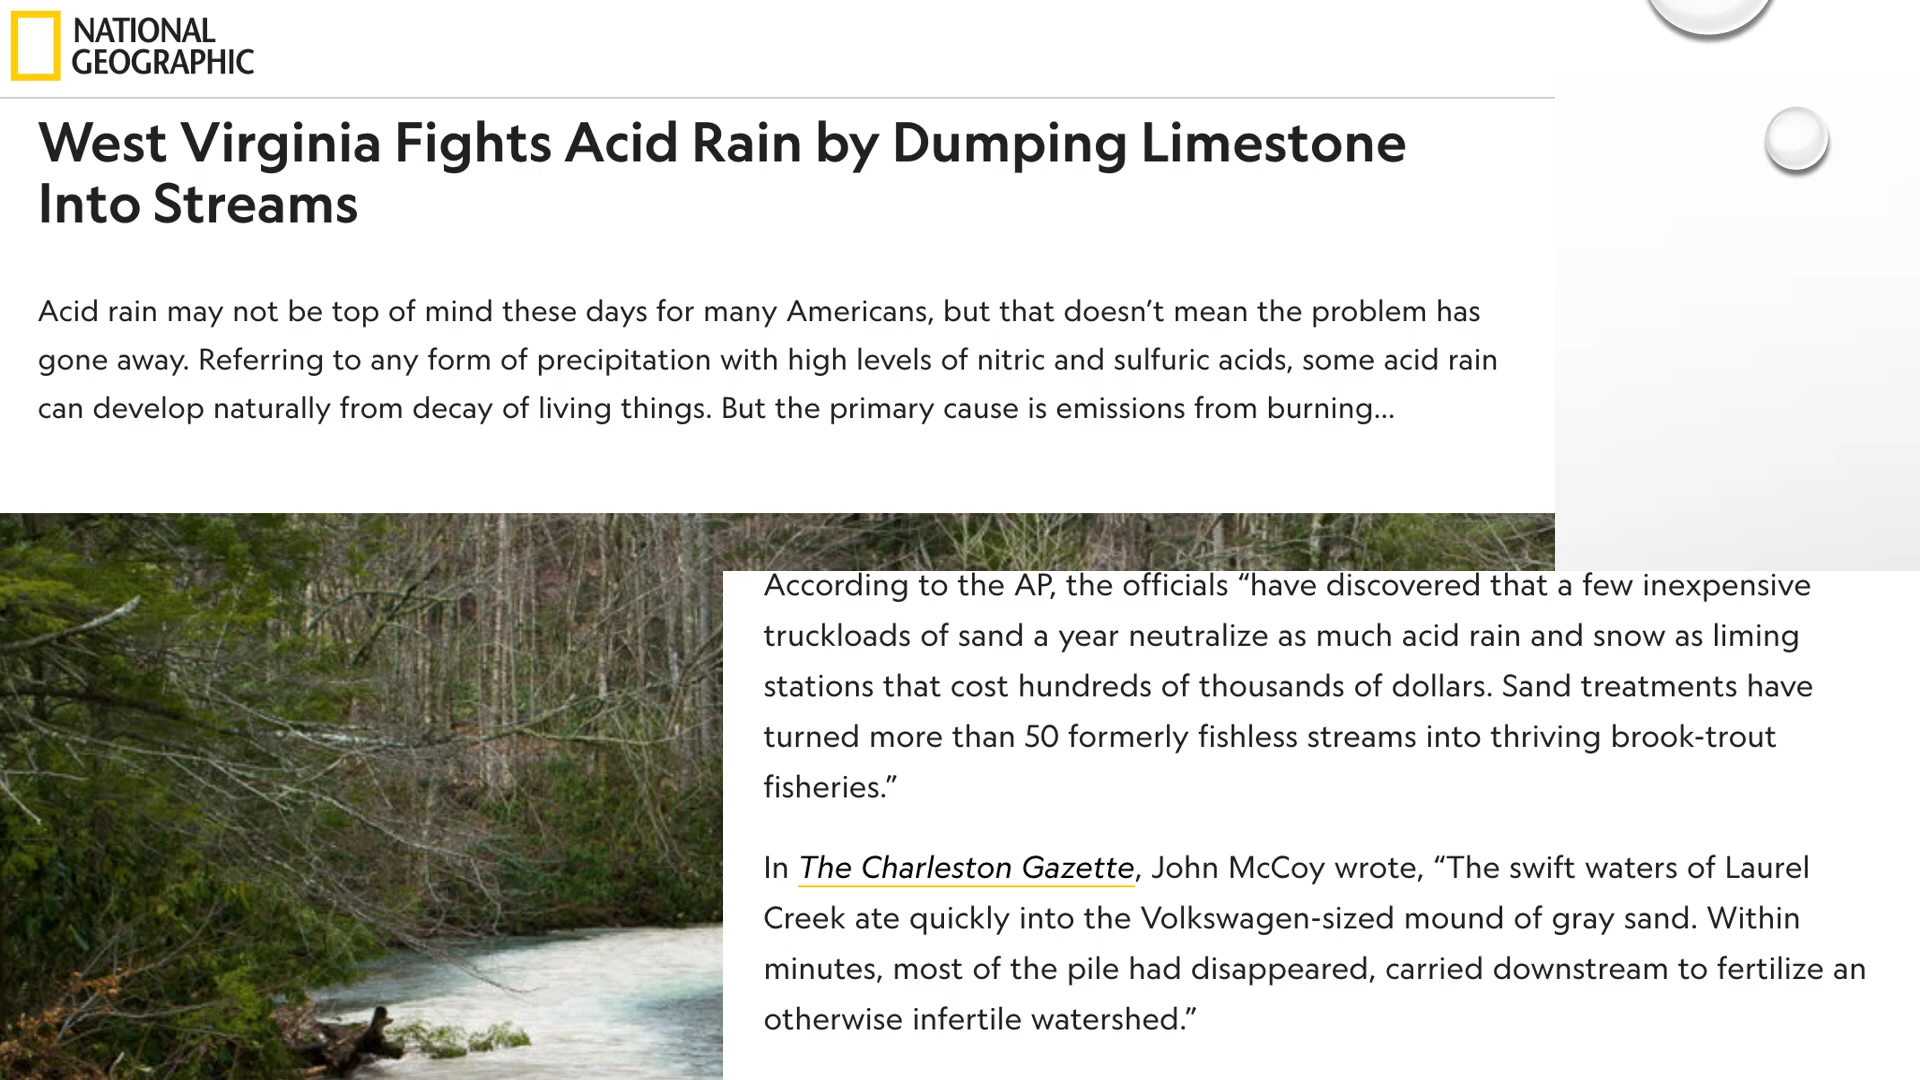 NATIONAL
GEOGRAPHIC
West Virginia Fights Acid Rain by Dumping Limestone
Into Streams
Acid rain may not be top of mind these days for many Americans, but that doesn’t mean the problem has
gone away. Referring to any form of precipitation with high levels of nitric and sulfuric acids, some acid rain
can develop naturally from decay of living things. But the primary cause is emissions from burning...
According to the AP, the officials “have discovered that a few inexpensive
truckloads of sand a year neutralize as much acid rain and snow as liming
stations that cost hundreds of thousands of dollars. Sand treatments have
turned more than 50 formerly fishless streams into thriving brook-trout
fisheries.”
In The Charleston Gazette, John McCoy wrote, “The swift waters of Laurel
Creek ate quickly into the Volkswagen-sized mound of gray sand. Within
minutes, most of the pile had disappeared, carried downstream to fertilize an
otherwise infertile watershed.”